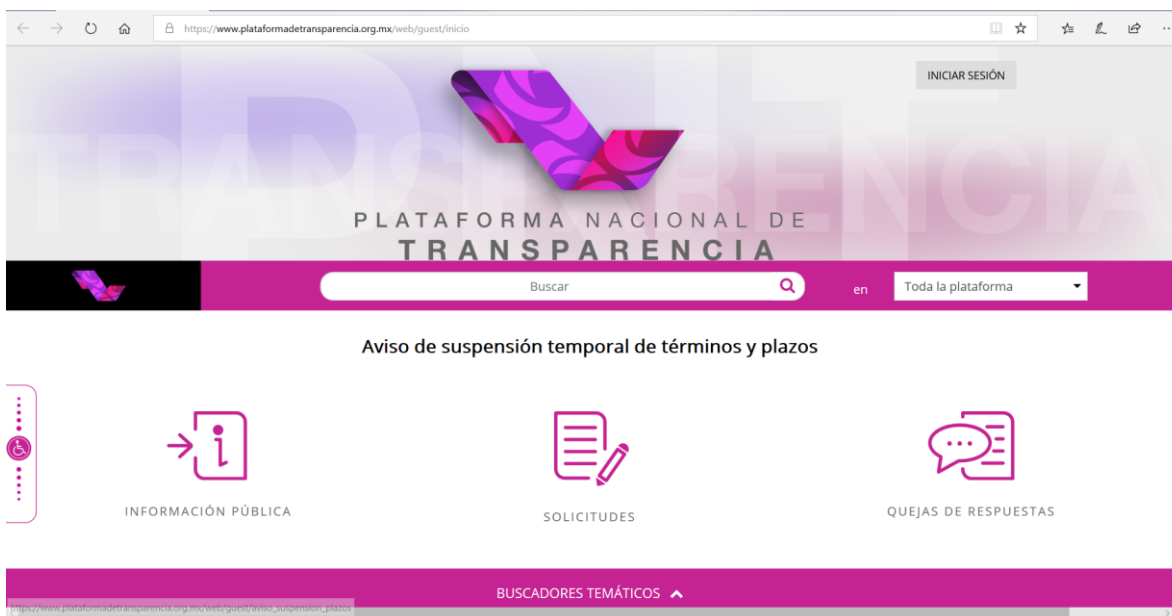 https://www.plataformadetransparencia.org.mx/web/guest/inicio
PNT
TRANSPARENCIA
INICIAR SESIÓN
PLATAFORMA NACIONAL DE
TRANSPARENCIA
Buscar
en
Toda la plataforma
Aviso de suspensión temporal de términos y plazos
INFORMACIÓN PÚBLICA
SOLICITUDES
QUEJAS DE RESPUESTAS
BUSCADORES TEMÁTICOS
https://www.plataformadetransparencia.org.mx/web/guest/aviso_suspension_plazos